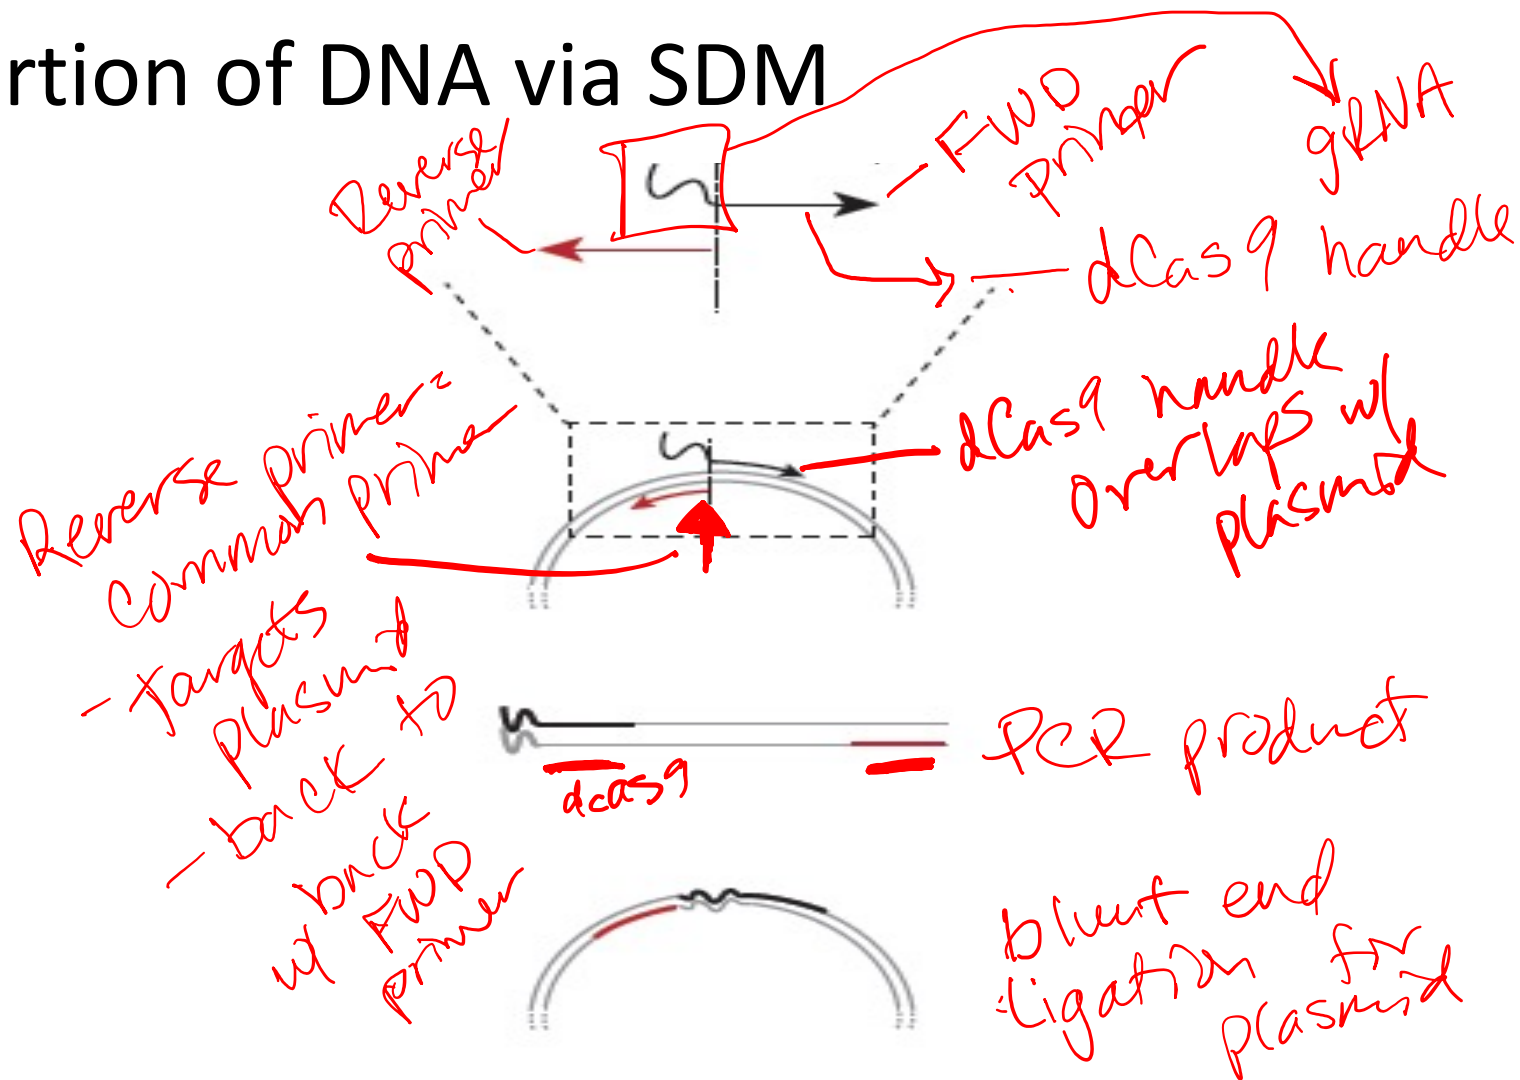 rtion of DNA via SDM
Reverse
primer
FWD
primer
gRNA
dCas9 handle
dCas9 handle
overlaps w/
plasmid
Reverse primer=
common primer
- targets
plasmid
- back to
back
w/ FWD
primer
dcas9
PCR product
blunt end
ligation for
plasmid